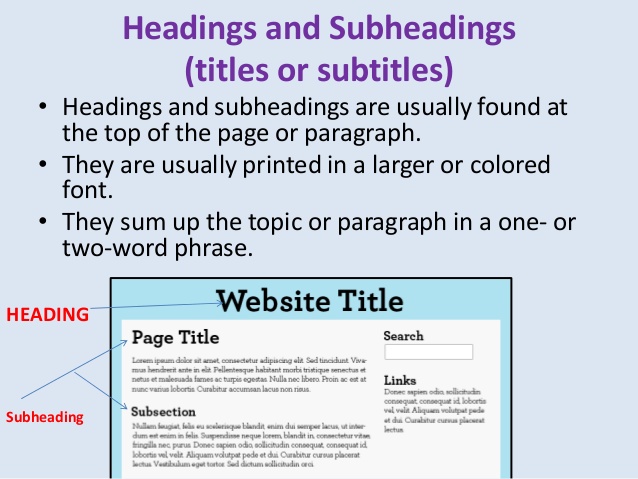 Headings and Subheadings
(titles or subtitles)
• Headings and subheadings are usually found at
the top of the page or paragraph.
• They are usually printed in a larger or colored
font.
• They sum up the topic or paragraph in a one- or
two-word phrase.
HEADING
Website Title
Page Title
Lorem ipsum dolor sit amet, consectetur adipiscing elit. Sed tincidunt. Viva-
mus hendrerit ante in elit. Pellentesque habitant morbi tristique senectus et
netus et malesuada fames ac turpis egestas. Nulla nec libero. Proin ac est at
nunc varius lobortis. Curabitur accumsan lacus non risus.
Search
Links
Donec sapien odio, sollicitudin
consequat, consequat id, lobortis
vel, velit. Aliquam volutpat pede
et dui. Curabitur cursus placerat
lectus.
Subheading
Subsection
Nullam feugiat, felis eu scelerisque blandit, enim dui semper lacus, ut inter-
dum est enim in felis. Suspendisse neque lorem, blandit in, consectetur vitae,
fringilla nec, purus. Donec sapien odio, sollicitudin consequat, consequat id,
lobortis vel, velit. Aliquam volutpat pede et dui. Curabitur cursus placerat
lectus. Vestibulum eget tortor. Sed dictum sollicitudin orci.